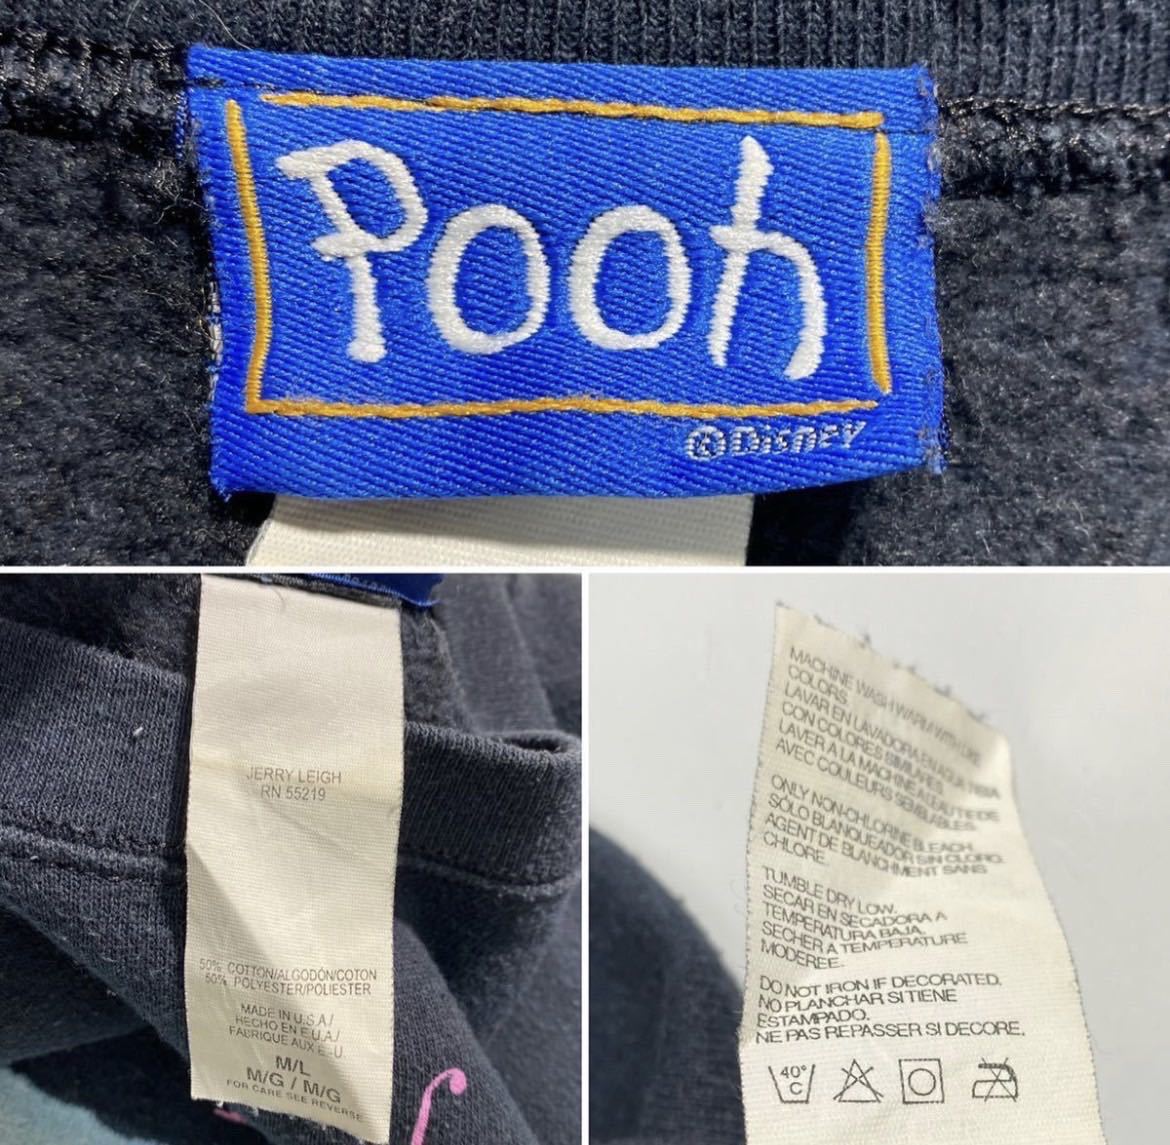 Pooh
©Disney
JERRY LEIGH
RN 55219
50% COTTON/ALGODÓN/COTON
50% POLYESTER/POLIESTER
MADE IN U.S.A./
HECHO EN E.U.A./
FABRIQUE AUX E.-U.
M/L
M/G / M/G
FOR CARE SEE REVERSE
MACHINE WASH WARM WITH LIKE
COLORS.
LAVAR EN LAVADORA EN AGUA TIBIA
CON COLORES SIMILARES.
LAVER A LA MACHINE A L'EAU TIEDE
AVEC COULEURS SEMBLABLES.
ONLY NON-CHLORINE BLEACH.
SÓLO BLANQUEADOR SIN CLORO.
AGENT DE BLANCHMENT SANS
CHLORE.
TUMBLE DRY LOW.
SECAR EN SECADORA A
TEMPERATURA BAJA.
SECHER A TEMPERATURE
MODEREE.
DO NOT IRON IF DECORATED.
NO PLANCHAR SI TIENE
ESTAMPADO.
NE PAS REPASSER SI DECORE.
40°
C